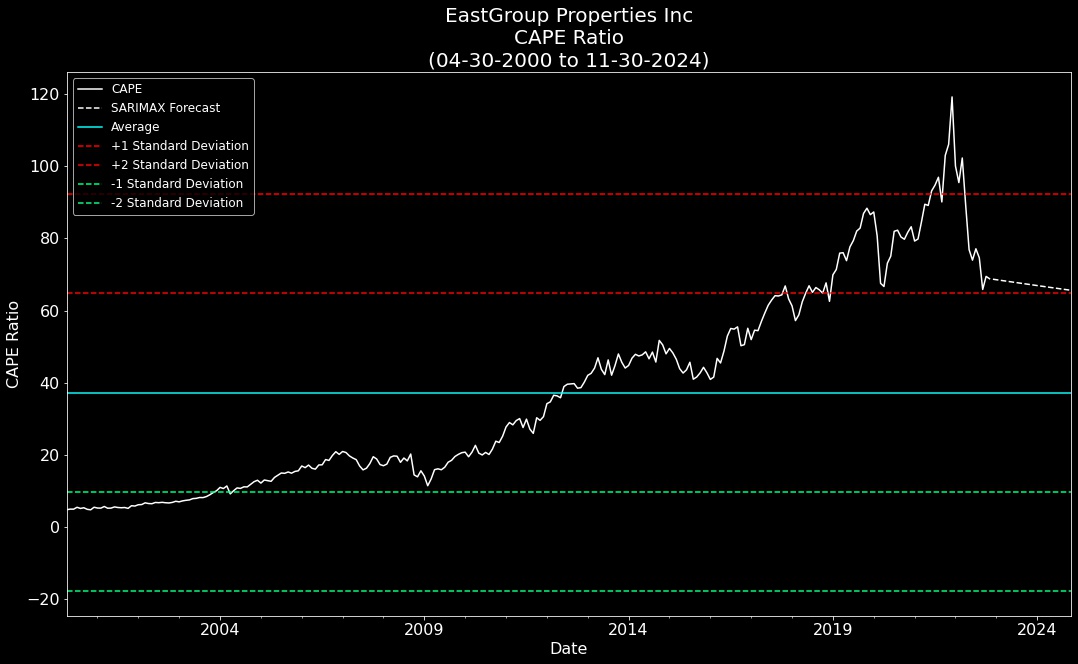 EastGroup Properties Inc
CAPE Ratio
(04-30-2000 to 11-30-2024)
CAPE
SARIMAX Forecast
Average
+1 Standard Deviation
+2 Standard Deviation
-1 Standard Deviation
-2 Standard Deviation
120
100
80
60
40
20
0
−20
CAPE Ratio
2004
2009
2014
2019
2024
Date